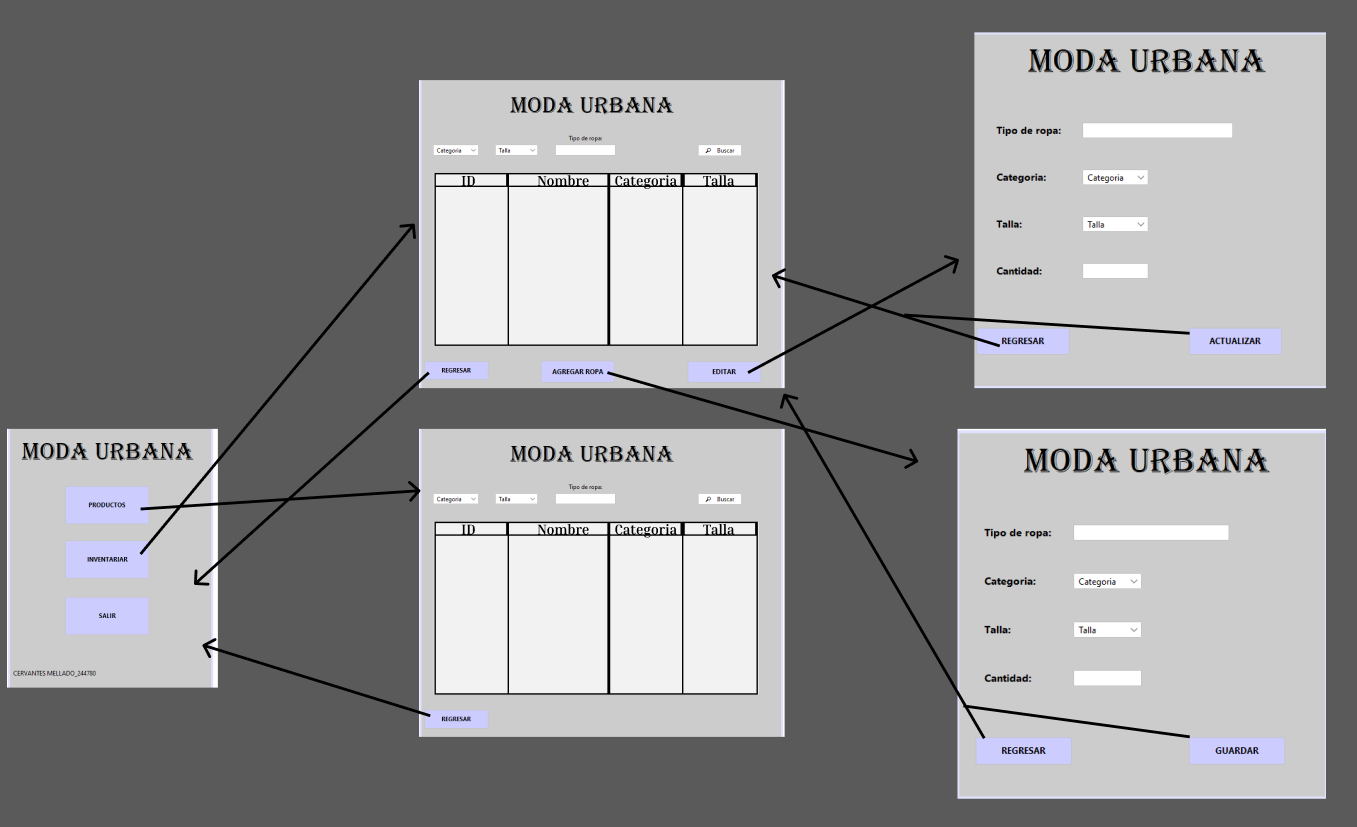 MODA URBANA
PRODUCTOS
INVENTARIAR
SALIR
CERVANTES MELLADO_244780
MODA URBANA
Tipo de ropa:
Categoria Talla Buscar
ID Nombre Categoria Talla
REGRESAR AGREGAR ROPA EDITAR
MODA URBANA
Tipo de ropa:
Categoria Talla Buscar
ID Nombre Categoria Talla
REGRESAR
MODA URBANA
Tipo de ropa:
Categoria: Categoria
Talla: Talla
Cantidad:
REGRESAR ACTUALIZAR
MODA URBANA
Tipo de ropa:
Categoria: Categoria
Talla: Talla
Cantidad:
REGRESAR GUARDAR